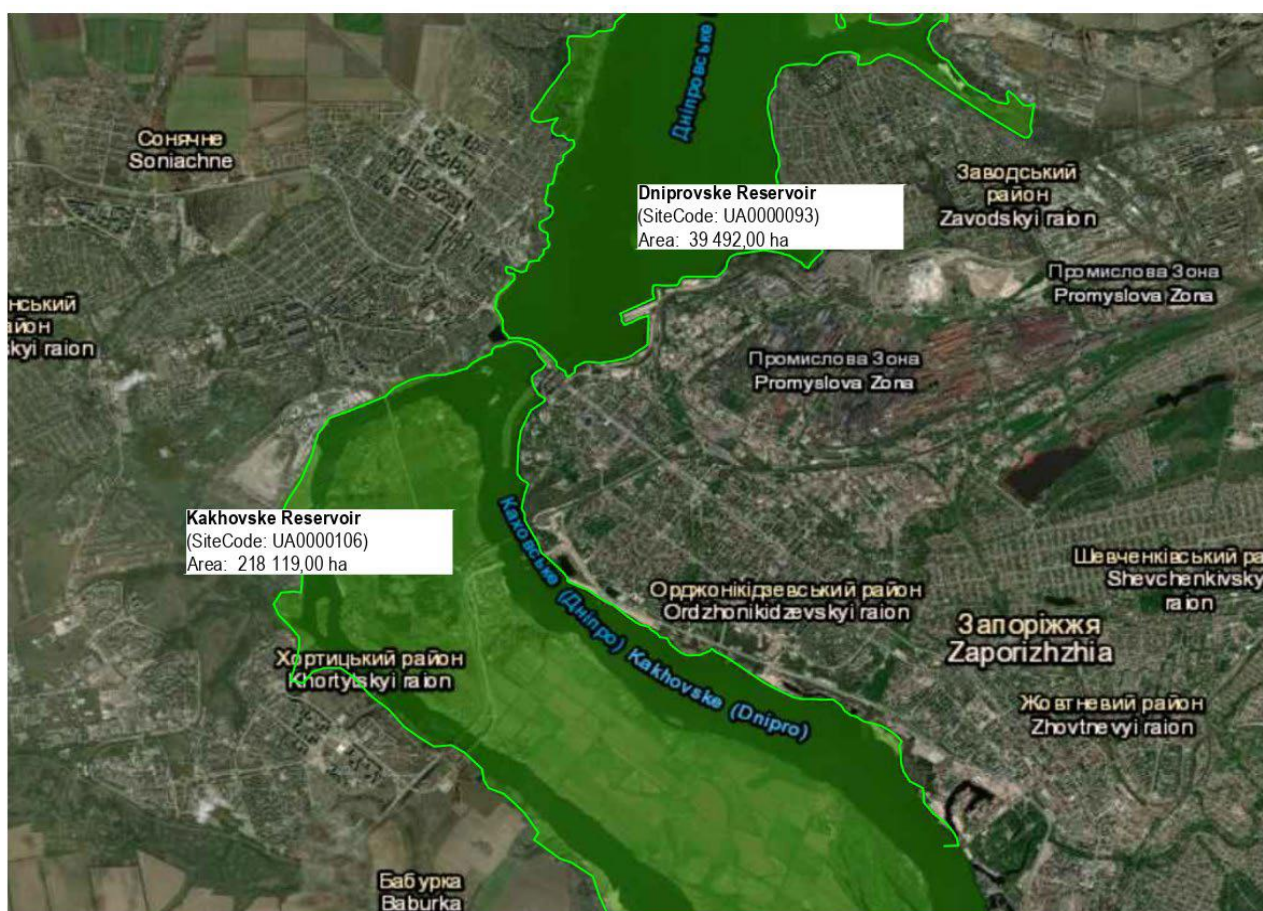 Дніпровське
Сонячне
Soniachne
Заводський
район
Zavodskyi raion
Dniprovske Reservoir
(SiteCode: UA0000093)
Area: 39 492,00 ha
Промислова Зона
Promyslova Zona
нський
айон
skyi raion
Промислова Зона
Promyslova Zona
Kakhovske Reservoir
(SiteCode: UA0000106)
Area: 218 119,00 ha
Каховське (Дніпро) Kakhovske (Dnipro)
Шевченківський ра
Shevchenkivsky
raion
Орджонікідзевський район
Ordzhonikidzevskyi raion
Запоріжжя
Zaporizhzhia
Хортицький район
Khortytskyi raion
Жовтневий район
Zhovtnevyi raion
Бабурка
Baburka